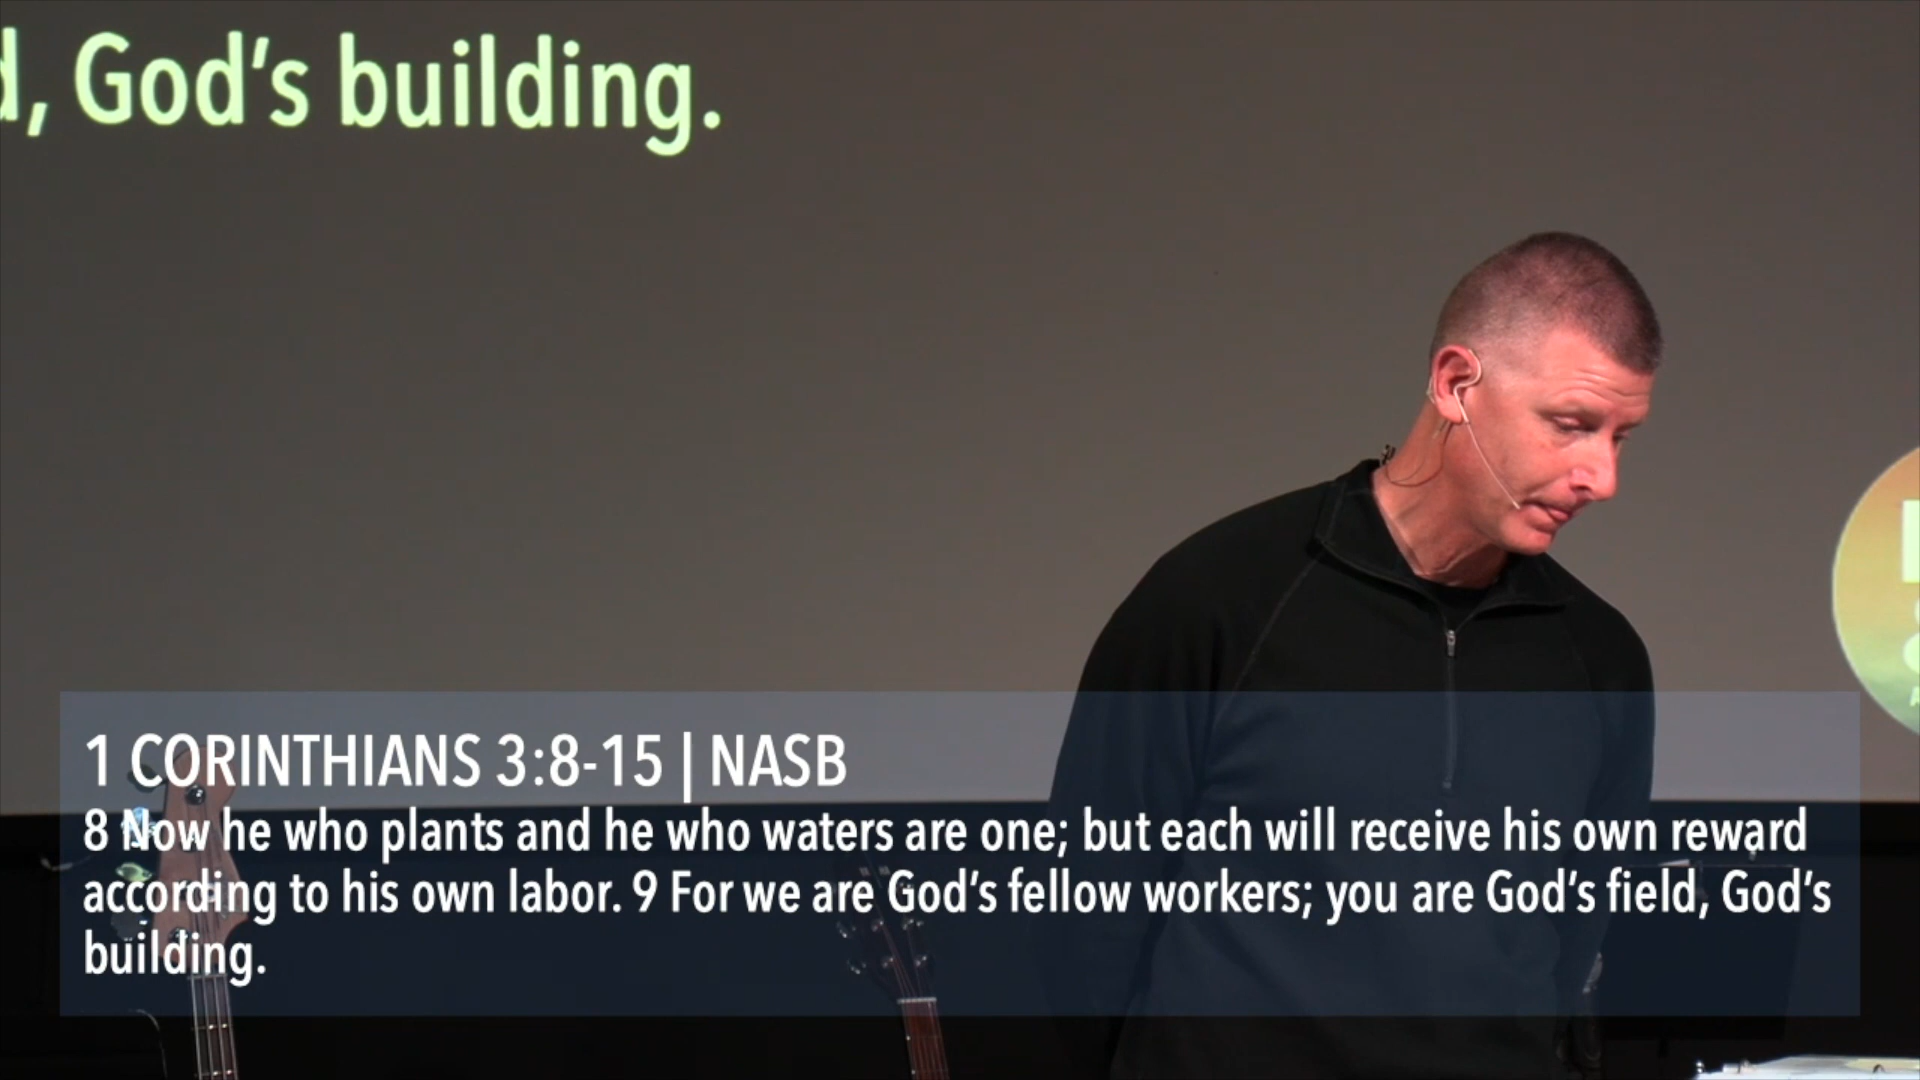 , God's building.
1 CORINTHIANS 3:8-15 | NASB
8 Now he who plants and he who waters are one; but each will receive his own reward
according to his own labor. 9 For we are God's fellow workers; you are God's field, God's
building.